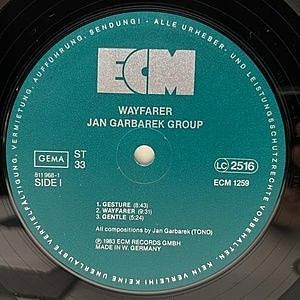 ECM
WAYFARER
JAN GARBAREK GROUP
GEMA
ST
33
LC 2516
811 968-1
SIDE I
ECM 1259
1. GESTURE (8:43)
2. WAYFARER (9:31)
3. GENTLE (5:24)
All compositions by Jan Garbarek (TONO)
℗ 1983 ECM RECORDS GMBH
MADE IN W. GERMANY
ALLE URHEBER- UND LEISTUNGSSCHUTZRECHTE VORBEHALTEN. KEIN VERLEIH! KEINE UNERLAUBTE VERVIELFÄLTIGUNG, VERMIETUNG, AUFFÜHRUNG, SENDUNG! -